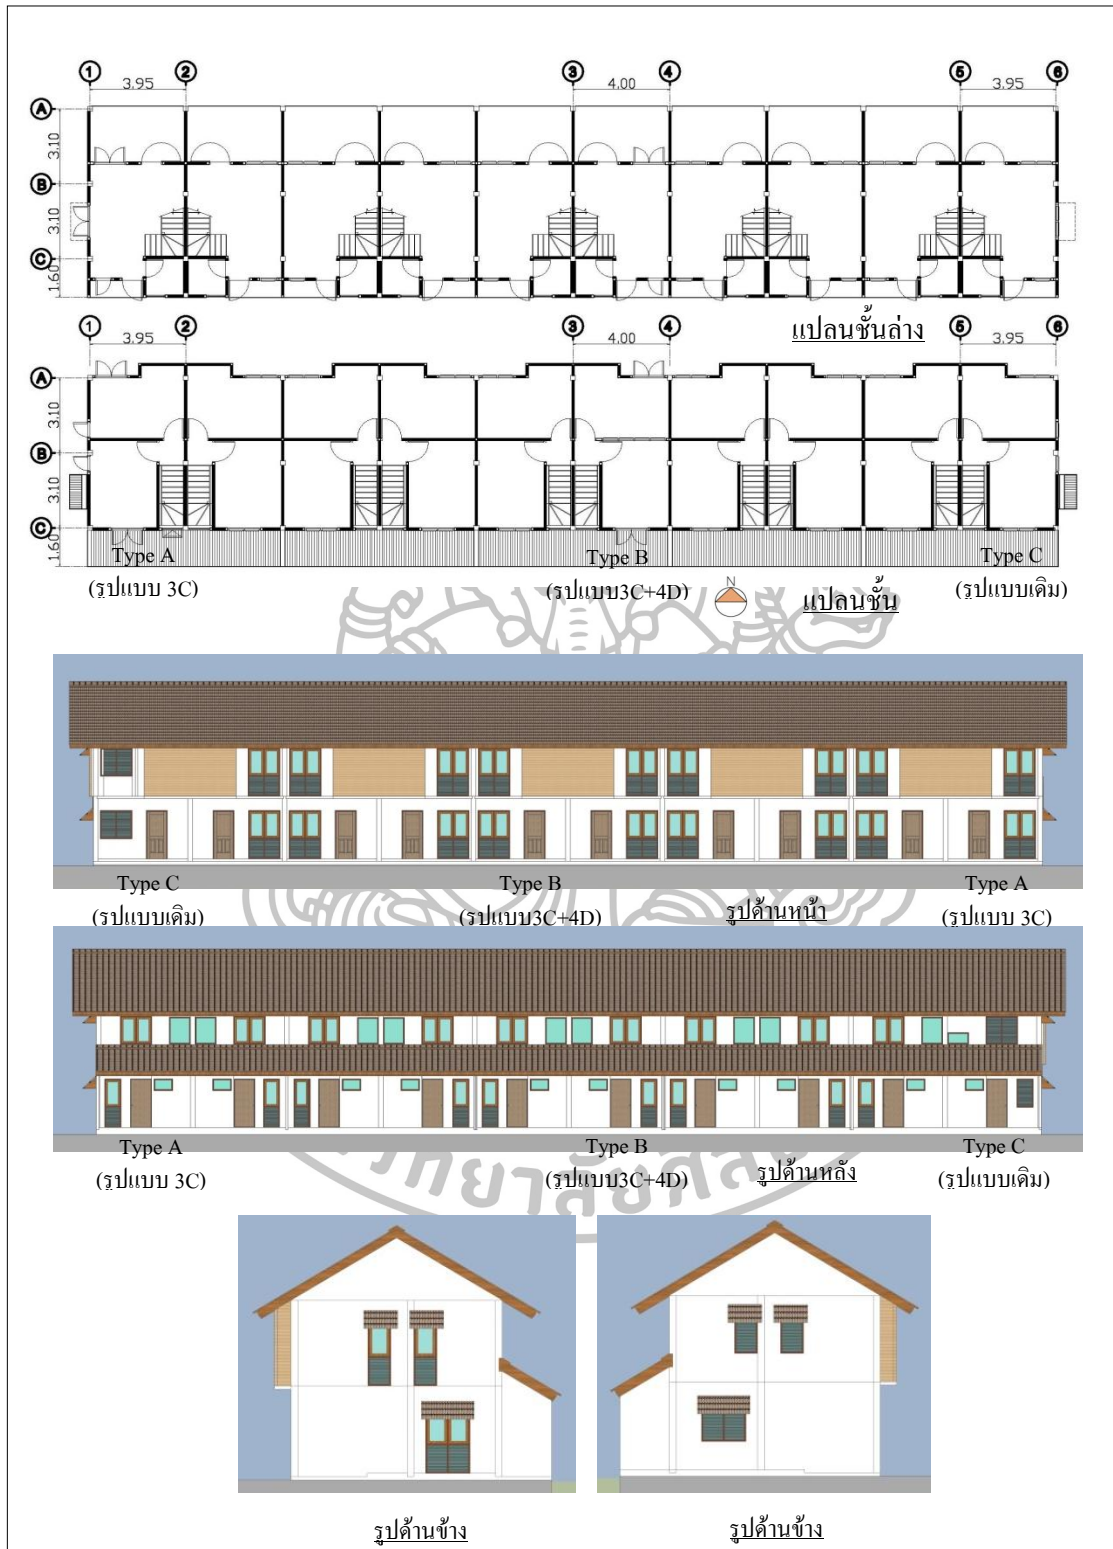 1 2 3 4 5 6
3.95 4.00 3.95
A
3.10
B
3.10
C
1.60
แปลนชั้นล่าง
1 2 3 4 5 6
3.95 4.00 3.95
A
3.10
B
3.10
C
1.60
Type A Type B Type C
(รูปแบบ 3C) (รูปแบบ3C+4D) N แปลนชั้น (รูปแบบเดิม)
Type C Type B Type A
(รูปแบบเดิม) (รูปแบบ3C+4D) รูปด้านหน้า (รูปแบบ 3C)
Type A Type B Type C
(รูปแบบ 3C) (รูปแบบ3C+4D) รูปด้านหลัง (รูปแบบเดิม)
รูปด้านข้าง รูปด้านข้าง